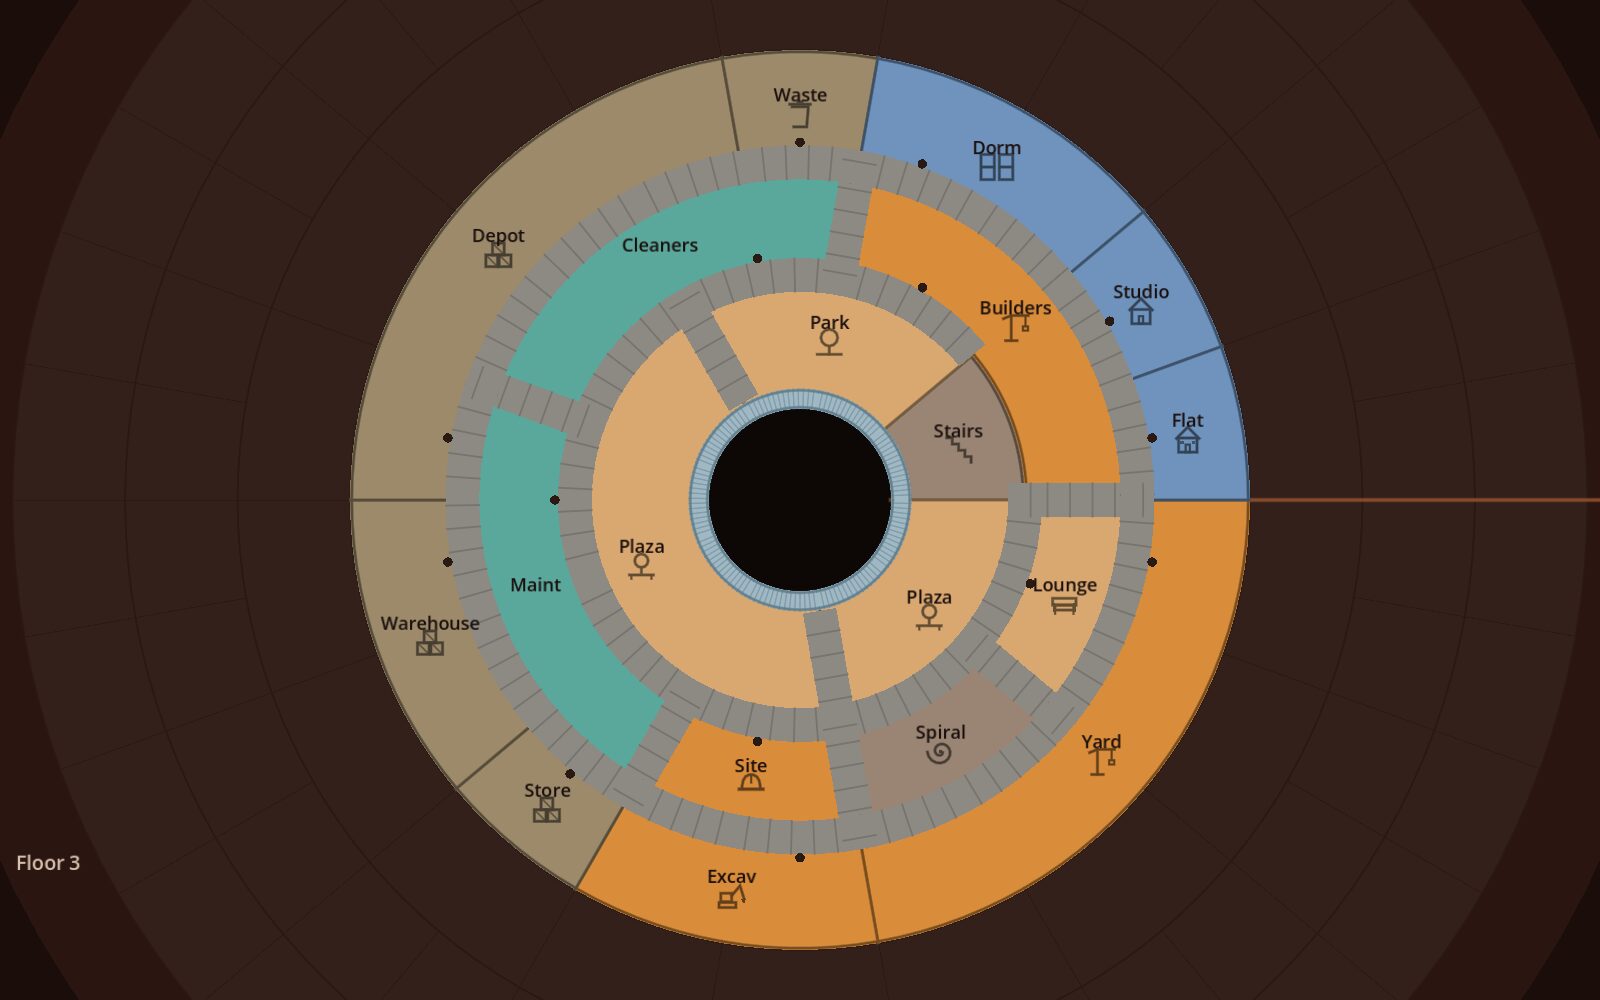 Waste
Dorm
Depot
Cleaners
Studio
Builders
Park
Flat
Stairs
Plaza
Maint
Plaza
Lounge
Warehouse
Spiral
Yard
Site
Store
Floor 3
Excav